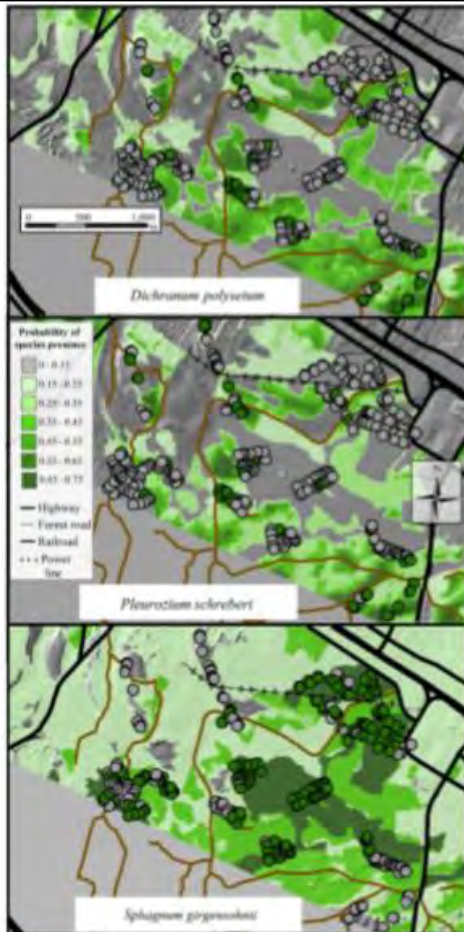 0 500 1,000
Dichranum polysetum
Probability of
species presence
0 - 0.15
0.15 - 0.25
0.25 - 0.35
0.35 - 0.45
0.45 - 0.55
0.55 - 0.65
0.65 - 0.75
Highway
Forest road
Railroad
Power
line
Pleurozium schreberi
Sphagnum girgensohnii